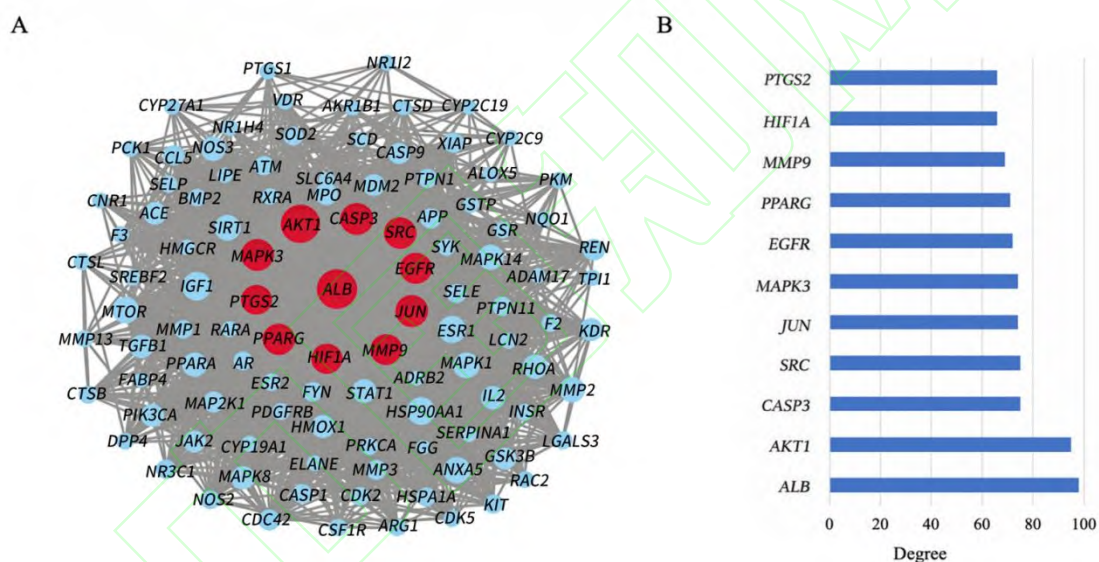 A
B
NR1I2
PTGS1
CYP27A1
VDR
AKR1B1
CTSD
CYP2C19
NR1H4
SOD2
SCD
XIAP
CYP2C9
PCK1
NOS3
CCL5
CASP9
LIPE
ATM
SLC6A4
PTPN1
ALOX5
PKM
SELP
BMP2
RXRA
MPO
MDM2
CNR1
ACE
GSTP
NQO1
AKT1
CASP3
SRC
APP
GSR
F3
SIRT1
HMGCR
MAPK3
SYK
MAPK14
REN
CTSL
SREBF2
IGF1
EGFR
ADAM17
TPI1
ALB
SELE
PTGS2
PTPN11
MTOR
JUN
MMP13
MMP1
RARA
PPARG
ESR1
LCN2
F2
KDR
TGFB1
PPARA
AR
HIF1A
MMP9
MAPK1
RHOA
FABP4
ESR2
FYN
STAT1
ADRB2
IL2
MMP2
CTSB
PIK3CA
MAP2K1
PDGFRB
HSP90AA1
INSR
HMOX1
DPP4
JAK2
CYP19A1
PRKCA
FGG
SERPINA1
LGALS3
NR3C1
MAPK8
ELANE
MMP3
ANXA5
GSK3B
RAC2
NOS2
CASP1
CDK2
HSPA1A
KIT
CDC42
CSF1R
ARG1
CDK5
PTGS2
HIF1A
MMP9
PPARG
EGFR
MAPK3
JUN
SRC
CASP3
AKT1
ALB
0 20 40 60 80 100
Degree